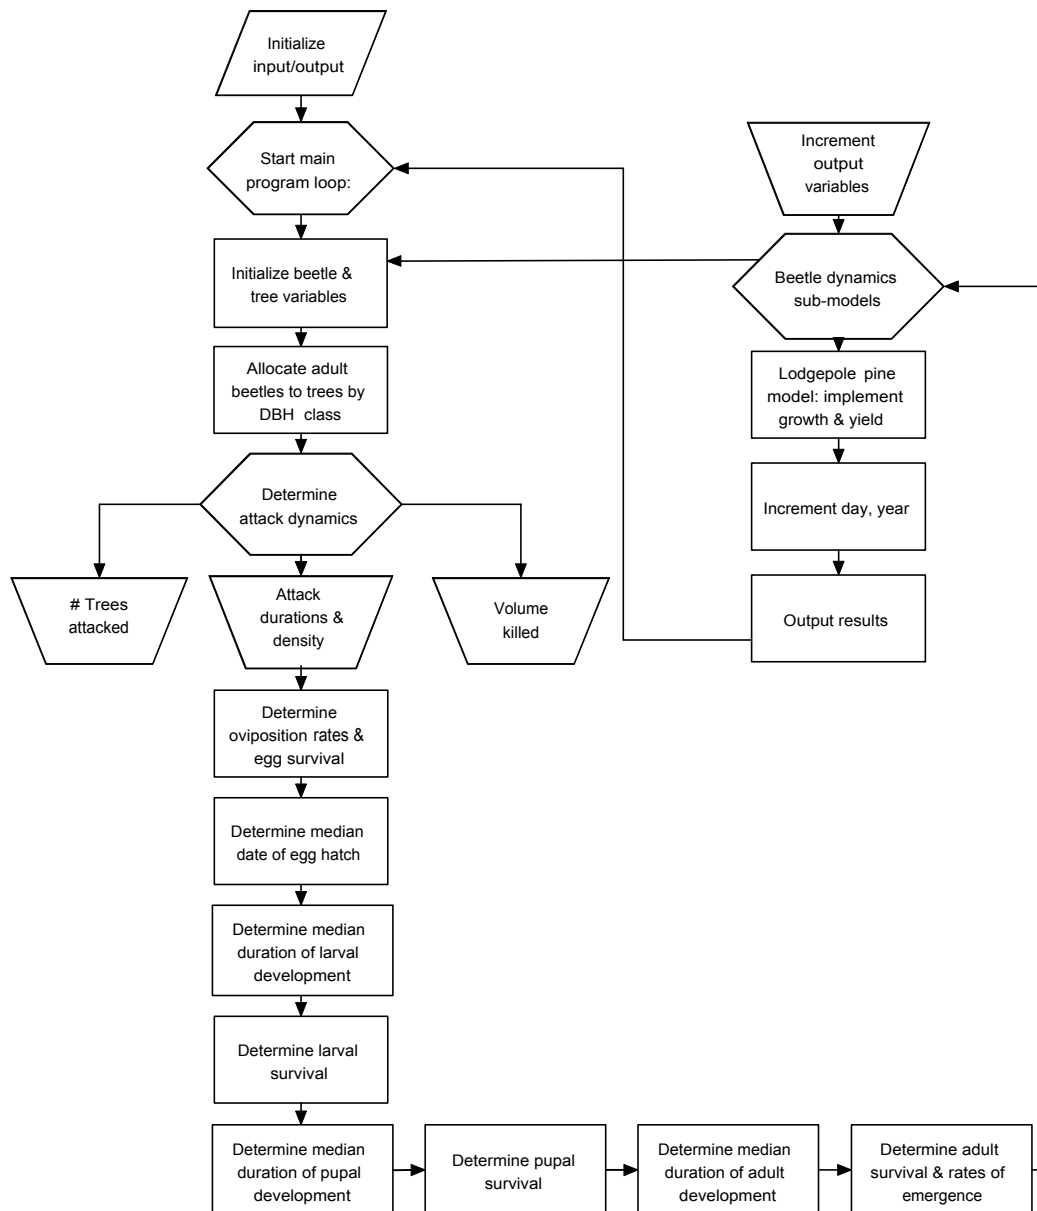 Initialize
input/output
Start main
program loop:
Initialize beetle &
tree variables
Allocate adult
beetles to trees by
DBH class
Determine
attack dynamics
# Trees
attacked
Attack
durations &
density
Volume
killed
Determine
oviposition rates &
egg survival
Determine median
date of egg hatch
Determine median
duration of larval
development
Determine larval
survival
Determine median
duration of pupal
development
Determine pupal
survival
Determine median
duration of adult
development
Determine adult
survival & rates of
emergence
Increment
output
variables
Beetle dynamics
sub-models
Lodgepole pine
model: implement
growth & yield
Increment day, year
Output results